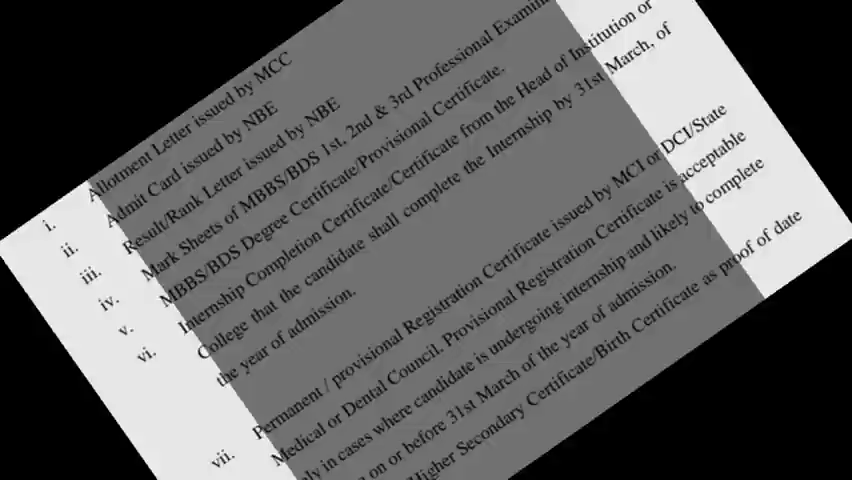 i. Allotment Letter issued by MCC
ii. Admit Card issued by NBE
iii. Result/Rank Letter issued by NBE
iv. Mark Sheets of MBBS/BDS 1st, 2nd & 3rd Professional
v. MBBS/BDS Degree Certificate/Provisional Certificate.
vi. Internship Completion Certificate/Certificate from the Head of Institution or
College that the candidate shall complete the Internship by 31st March, of
the year of admission.
vii. Permanent / provisional Registration Certificate issued by MCI or DCI/State
Medical or Dental Council. Provisional Registration Certificate is acceptable
in cases where candidate is undergoing internship and likely to complete
on or before 31st March of the year of admission.
Higher Secondary Certificate/Birth Certificate as proof of date